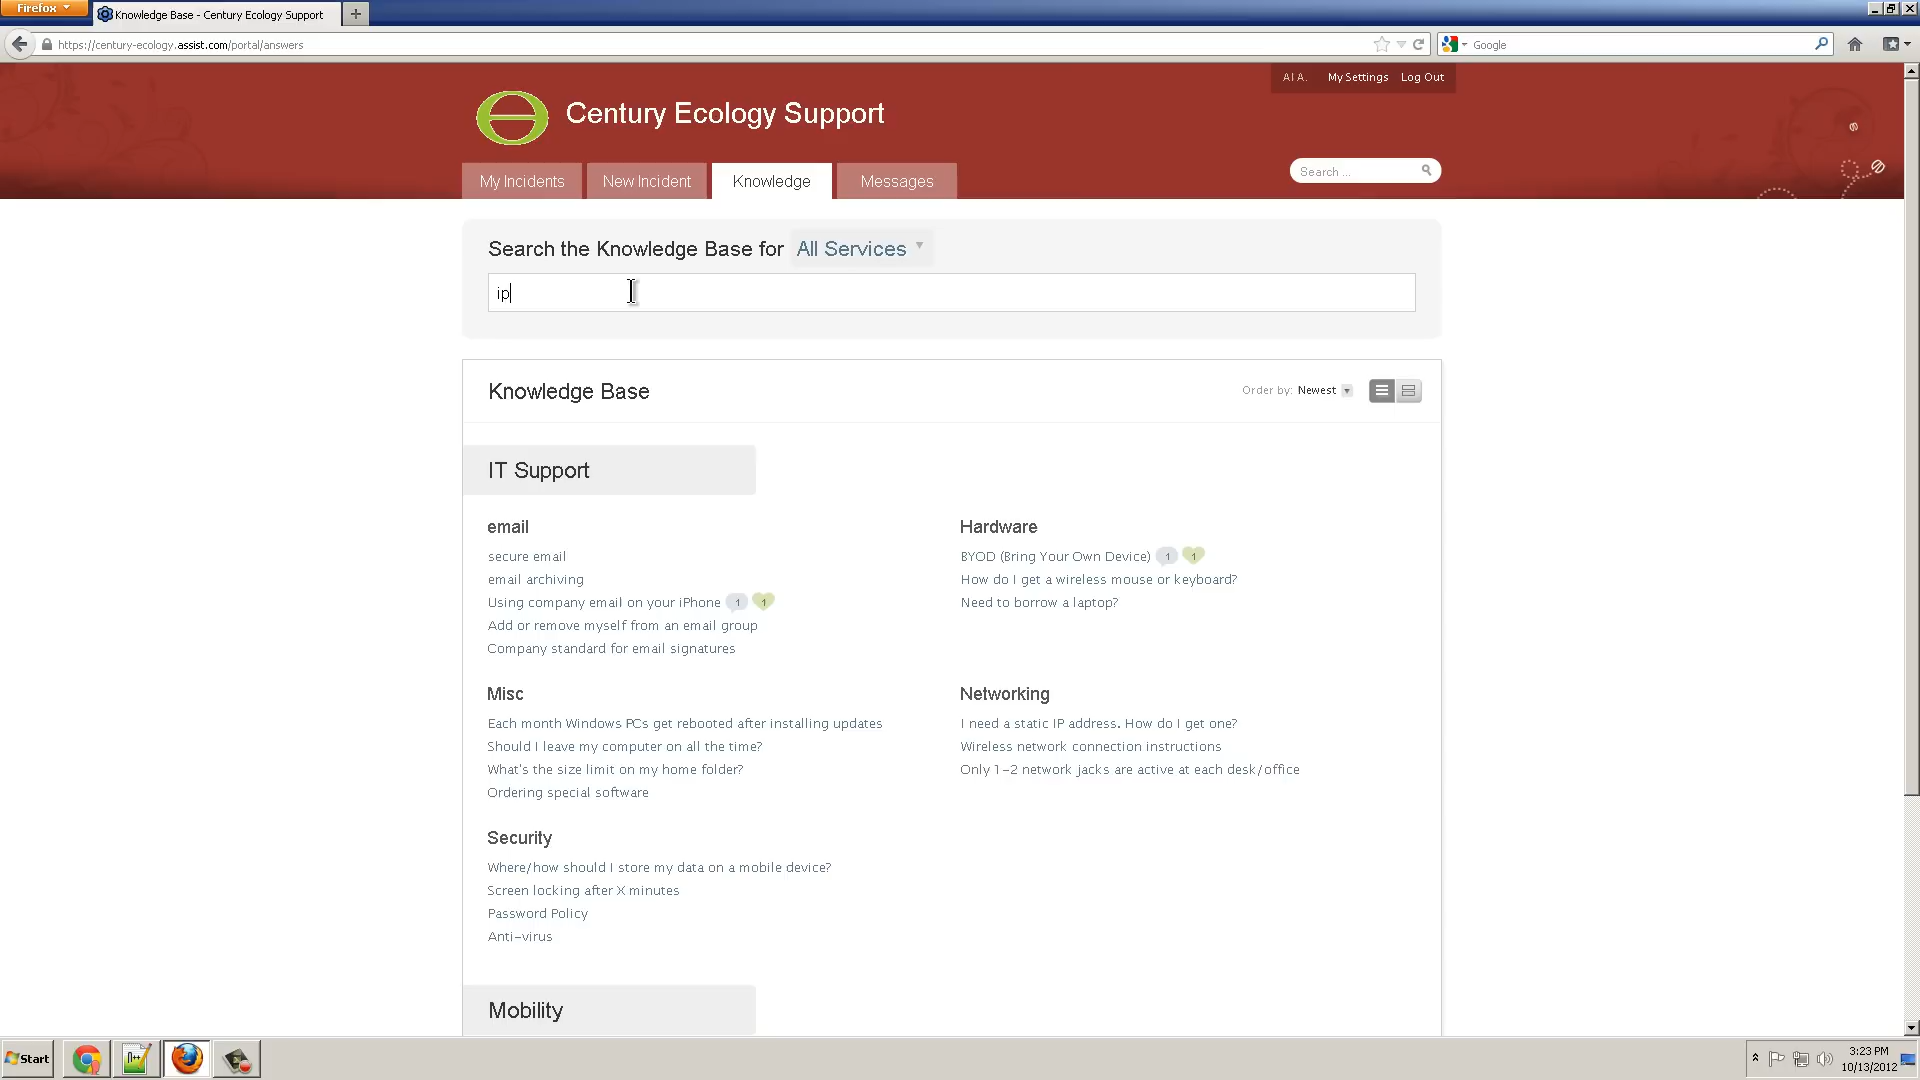 Firefox
Knowledge Base - Century Ecology Support
https://century-ecology.assist.com/portal/answers
Google
Al A. My Settings Log Out
Century Ecology Support
My Incidents New Incident Knowledge Messages
Search ...
Search the Knowledge Base for All Services
ip
Knowledge Base
Order by: Newest
IT Support
email
secure email
email archiving
Using company email on your iPhone 1 1
Add or remove myself from an email group
Company standard for email signatures
Hardware
BYOD (Bring Your Own Device) 1 1
How do I get a wireless mouse or keyboard?
Need to borrow a laptop?
Misc
Each month Windows PCs get rebooted after installing updates
Should I leave my computer on all the time?
What's the size limit on my home folder?
Ordering special software
Networking
I need a static IP address. How do I get one?
Wireless network connection instructions
Only 1-2 network jacks are active at each desk/office
Security
Where/how should I store my data on a mobile device?
Screen locking after X minutes
Password Policy
Anti-virus
Mobility
Start
3:23 PM
10/13/2012